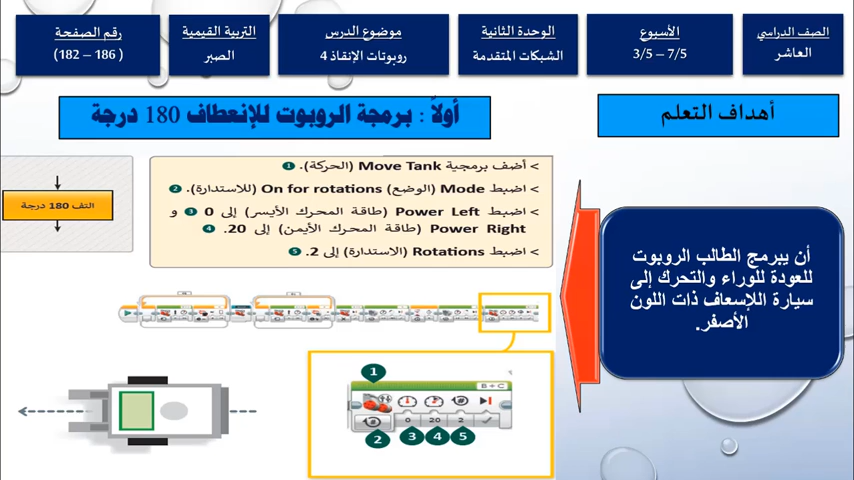 الصف الدراسي
العاشر
الأسبوع
3/5 – 7/5
الوحدة الثانية
الشبكات المتقدمة
موضوع الدرس
روبوتات الإنقاذ 4
التربية القيمية
الصبر
رقم الصفحة
(182 – 186 )
أهداف التعلم
أولاً : برمجة الروبوت للإنعطاف 180 درجة
> أضف برمجية Move Tank (الحركة). 1
> اضبط Mode (الوضع) On for rotations (للاستدارة). 2
> اضبط Power Left (طاقة المحرك الأيسر) إلى 0 3 و
Power Right (طاقة المحرك الأيمن) إلى 20. 4
> اضبط Rotations (الاستدارة) إلى 2. 5
التف 180 درجة
أن يبرمج الطالب الروبوت
للعودة للوراء والتحرك إلى
سيارة اللإسعاف ذات اللون
الأصفر.
1
B + C
0 20 2
2 3 4 5